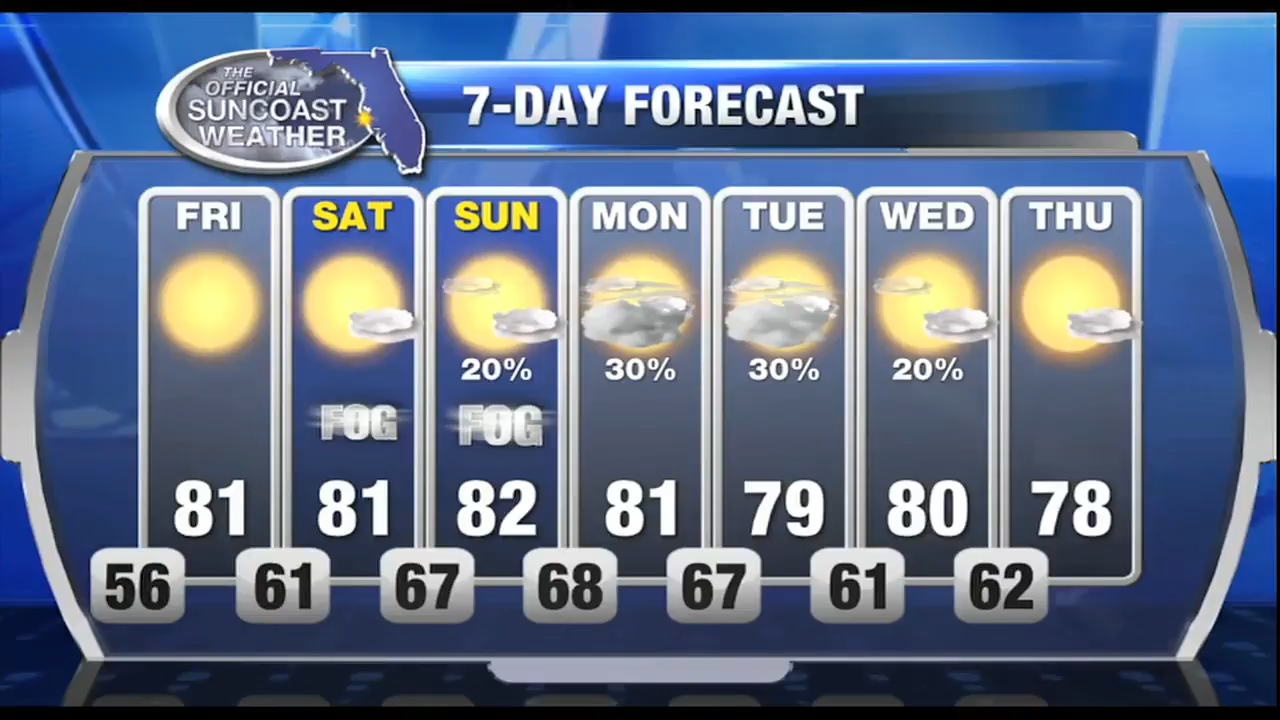 THE
OFFICIAL
SUNCOAST
WEATHER
7-DAY FORECAST
FRI SAT SUN MON TUE WED THU
20% 30% 30% 20%
FOG FOG
81 81 82 81 79 80 78
56 61 67 68 67 61 62